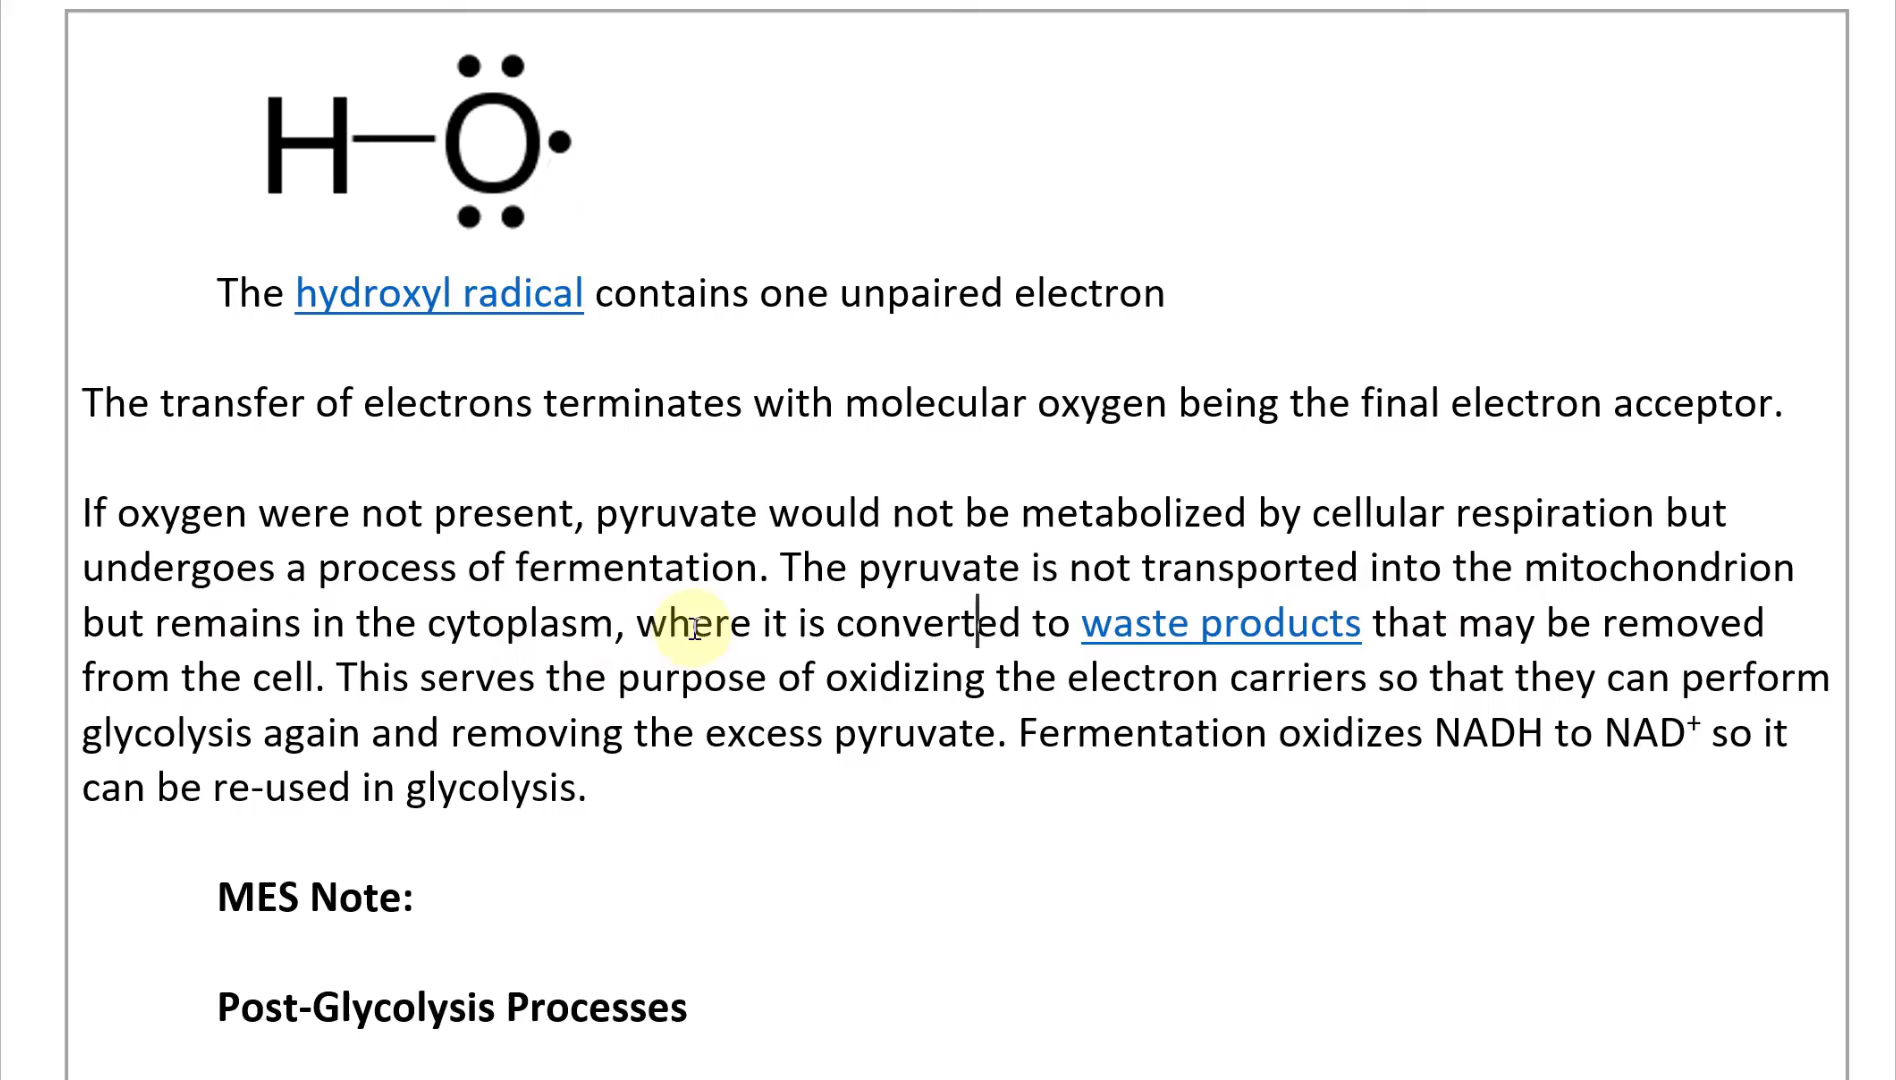 H—O
The hydroxyl radical contains one unpaired electron
The transfer of electrons terminates with molecular oxygen being the final electron acceptor.
If oxygen were not present, pyruvate would not be metabolized by cellular respiration but
undergoes a process of fermentation. The pyruvate is not transported into the mitochondrion
but remains in the cytoplasm, where it is converted to waste products that may be removed
from the cell. This serves the purpose of oxidizing the electron carriers so that they can perform
glycolysis again and removing the excess pyruvate. Fermentation oxidizes NADH to NAD⁺ so it
can be re-used in glycolysis.
MES Note:
Post-Glycolysis Processes